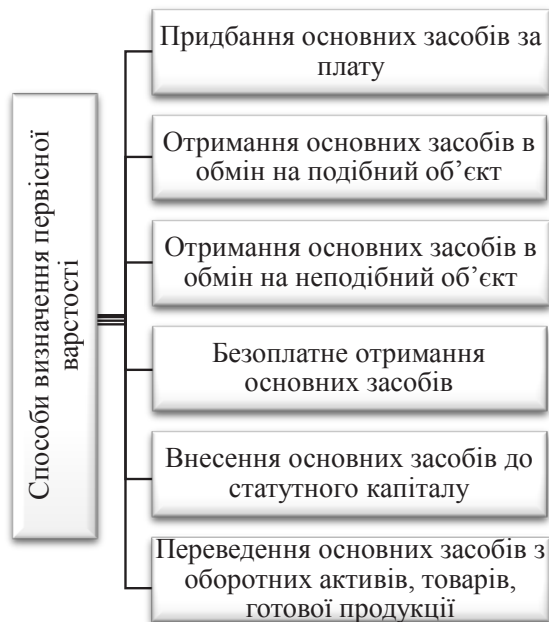 Способи визначення первісної
варстості
Придбання основних засобів за
плату
Отримання основних засобів в
обмін на подібний об’єкт
Отримання основних засобів в
обмін на неподібний об’єкт
Безоплатне отримання
основних засобів
Внесення основних засобів до
статутного капіталу
Переведення основних засобів з
оборотних активів, товарів,
готової продукції